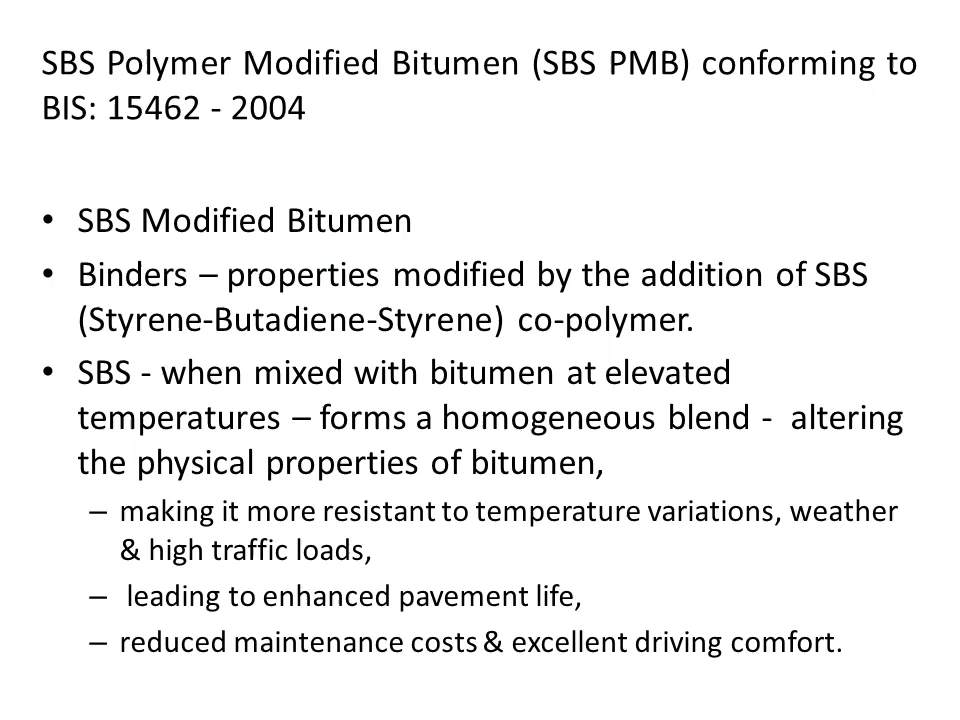 SBS Polymer Modified Bitumen (SBS PMB) conforming to
BIS: 15462 - 2004
• SBS Modified Bitumen
• Binders – properties modified by the addition of SBS
(Styrene-Butadiene-Styrene) co-polymer.
• SBS - when mixed with bitumen at elevated
temperatures – forms a homogeneous blend -  altering
the physical properties of bitumen,
– making it more resistant to temperature variations, weather
& high traffic loads,
–  leading to enhanced pavement life,
– reduced maintenance costs & excellent driving comfort.